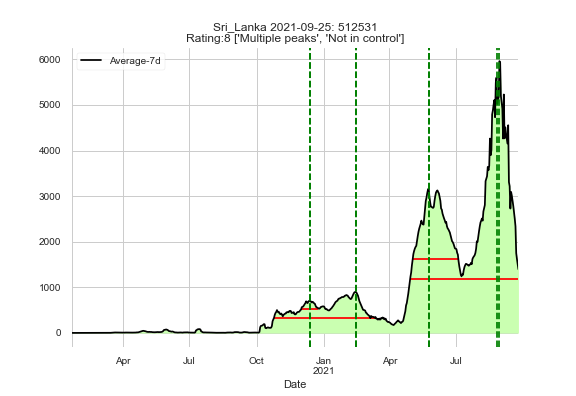 Sri_Lanka 2021-09-25: 512531
Rating:8 ['Multiple peaks', 'Not in control']
Average-7d
6000
5000
4000
3000
2000
1000
0
Apr
Jul
Oct
Jan
2021
Apr
Jul
Date